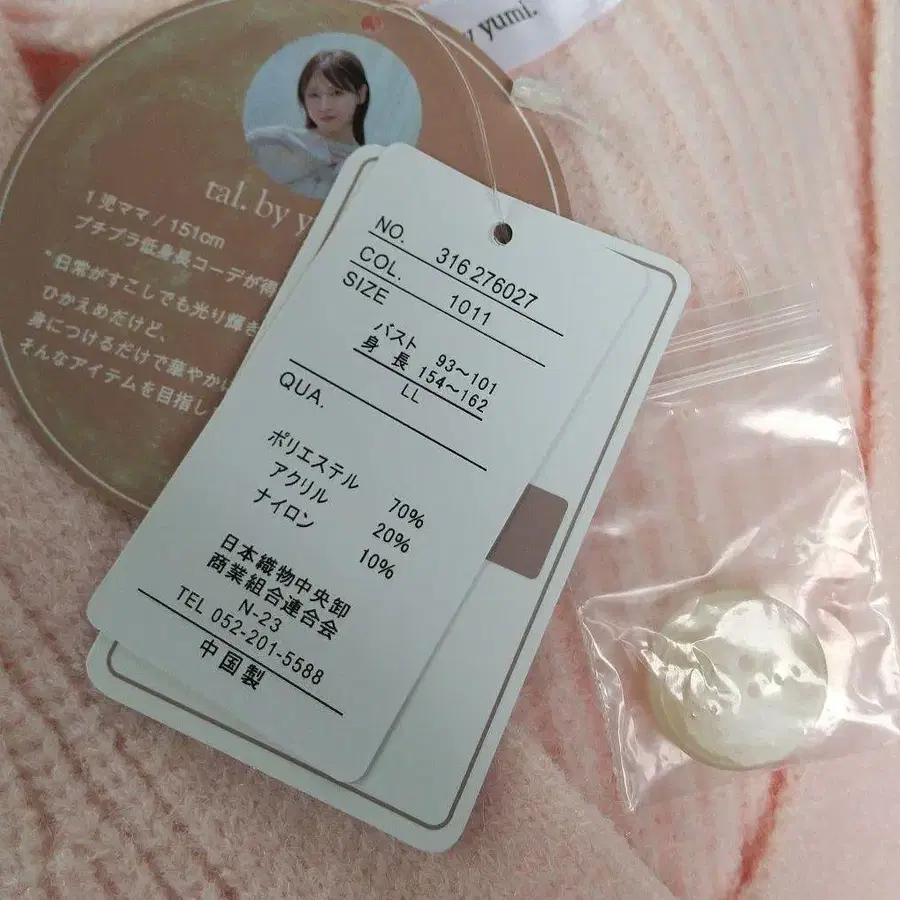 y yumi.
tal. by y
1児ママ / 151cm
プチプラ低身長コーデが得
"日常がすこしでも光り輝き
ひかえめだけど、
身につけるだけで華やかに
そんなアイテムを目指し
NO. 316 276027
COL. 1011
SIZE
バスト 93～101
身長 154～162
LL
QUA.
ポリエステル 70%
アクリル 20%
ナイロン 10%
日本織物中央卸
商業組合連合会
N-23
TEL 052-201-5588
中国製